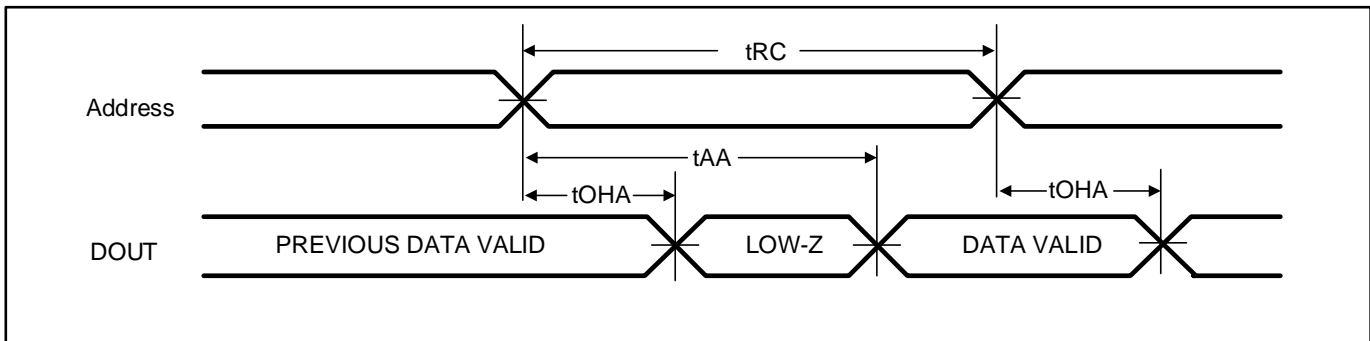 tRC
Address
tAA
tOHA
tOHA
DOUT
PREVIOUS DATA VALID
LOW-Z
DATA VALID